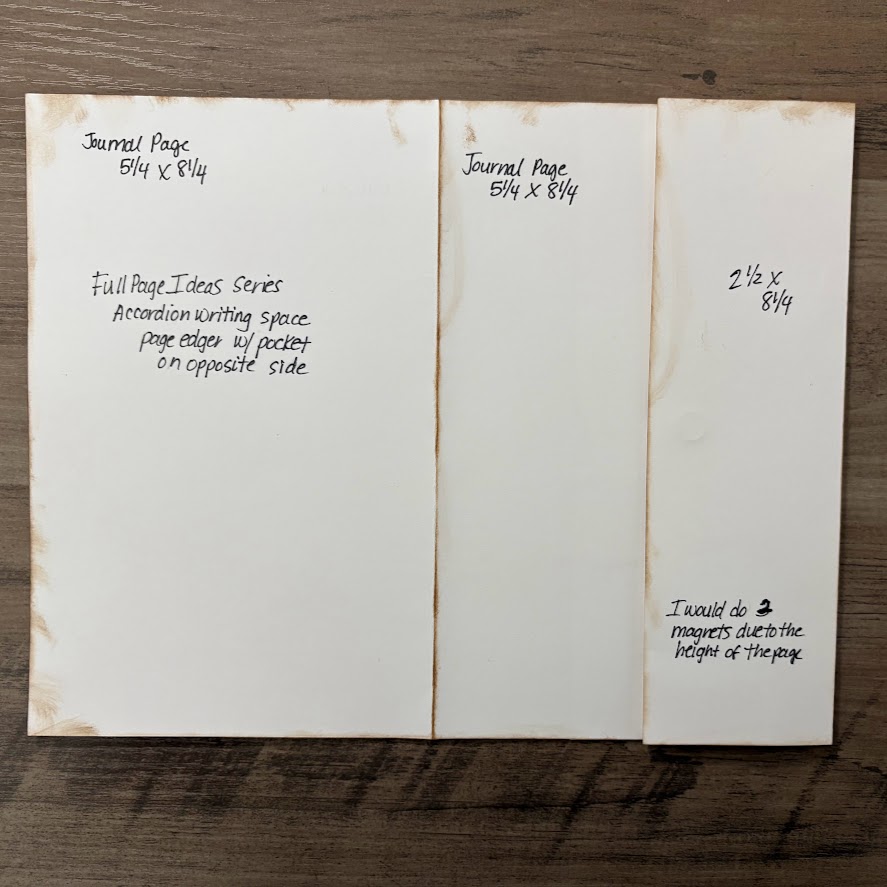 Journal Page
5 1/4 X 8 1/4
Full Page Ideas Series
Accordion writing space
page edger w/ pocket
on opposite side
Journal Page
5 1/4 X 8 1/4
2 1/2 X
8 1/4
I would do
magnets due to the
height of the page